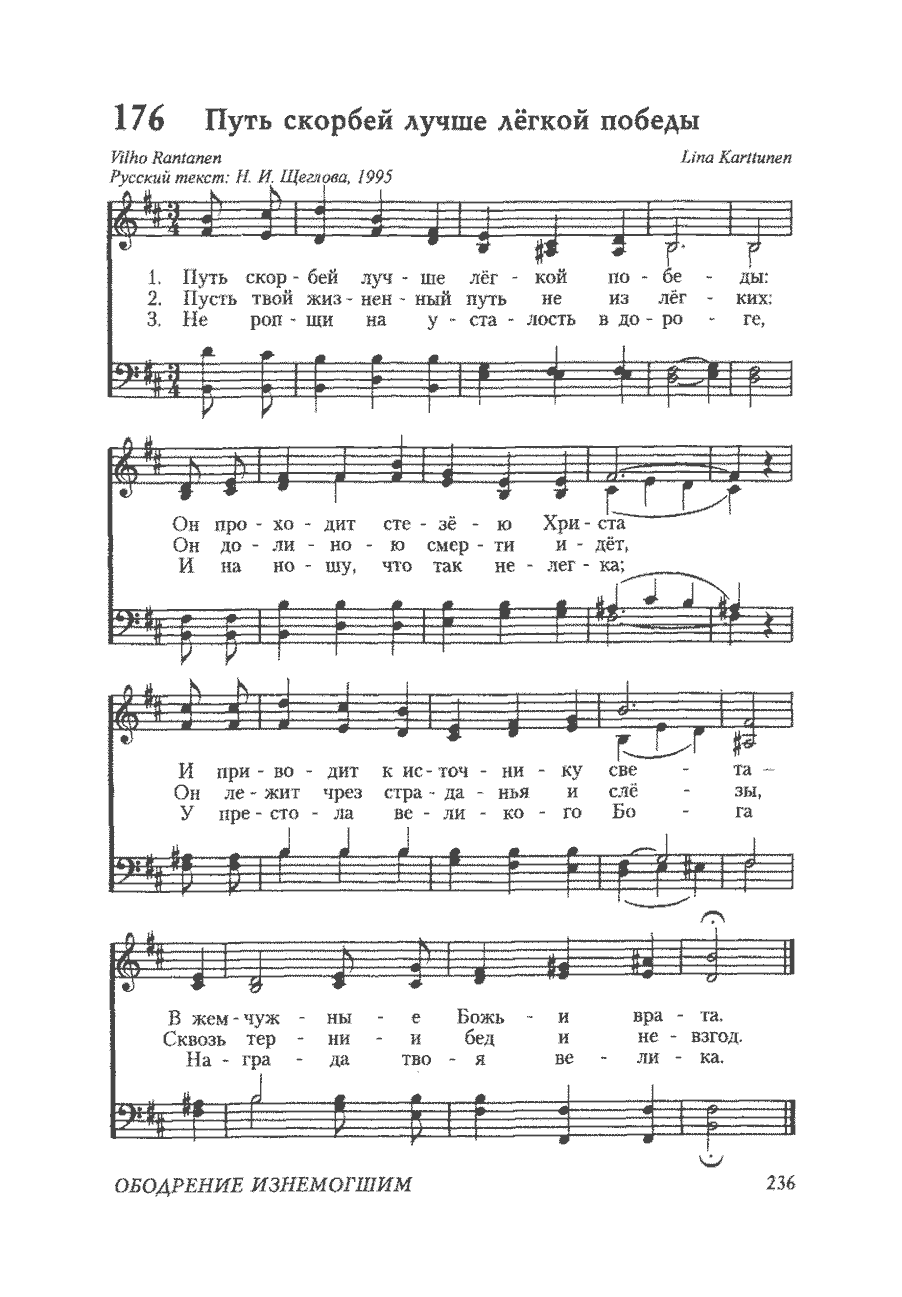 176 Путь скорбей лучше лёгкой победы
Vilho Rantanen Lina Karttunen
Русский текст: Н. И. Щеглова, 1995
3
4
1. Путь скор - бей луч - ше лёг - кой по - бе - ды:
2. Пусть твой жиз - нен - ный путь не из лёг - ких:
3. Не роп - щи на у - ста - лость в до - ро - ге,
3
4
Он про - хо - дит сте - зё - ю Хри - ста
Он до - ли - но - ю смер - ти и - дёт,
И на но - шу, что так не - лег - ка;
И при - во - дит к ис - точ - ни - ку све - та –
Он ле - жит чрез стра - да - нья и слё - зы,
У пре - сто - ла ве - ли - ко - го Бо - га
В жем - чуж - ны - е Божь - и вра - та.
Сквозь тер - ни - и бед и не - взгод.
На - гра - да тво - я ве - ли - ка.
ОБОДРЕНИЕ ИЗНЕМОГШИМ 236